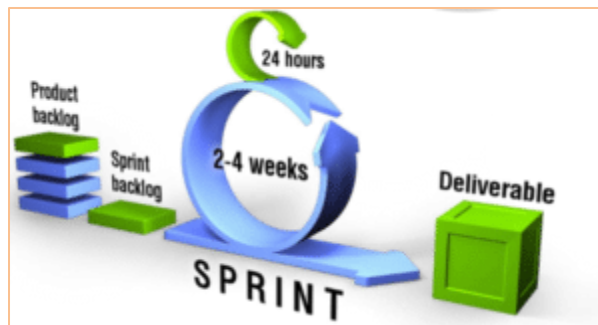 24 hours
Product
backlog
Sprint
backlog
2-4 weeks
Deliverable
SPRINT